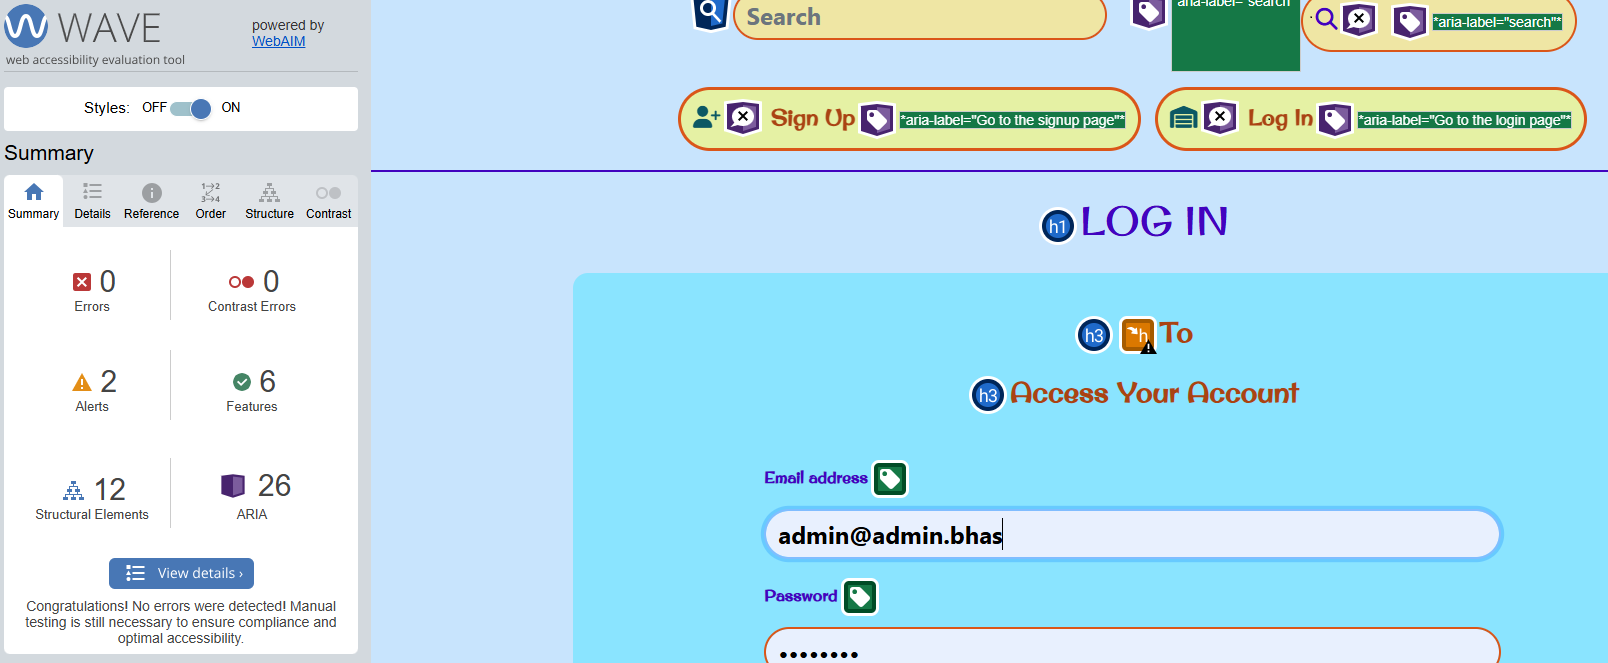 WAVE
powered by
WebAIM
web accessibility evaluation tool
Styles: OFF ON
Summary
Summary Details Reference Order Structure Contrast
1→2
3→4
0
Errors
0
Contrast Errors
2
Alerts
6
Features
12
Structural Elements
26
ARIA
View details ›
Congratulations! No errors were detected! Manual
testing is still necessary to ensure compliance and
optimal accessibility.
Search
aria-label="search"
*aria-label="search"*
Sign Up *aria-label="Go to the signup page"*
Log In *aria-label="Go to the login page"*
h1 LOG IN
h3 h To
h3 Access Your Account
Email address
admin@admin.bhas
Password
••••••••